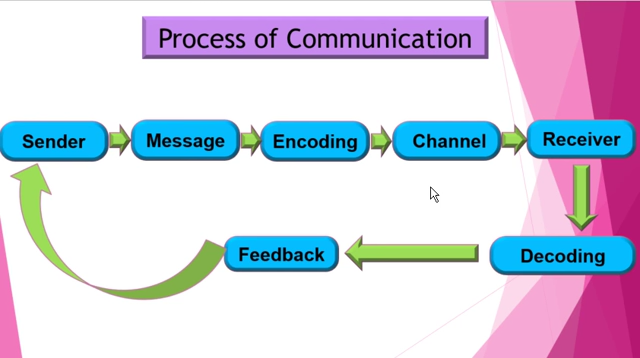 Process of Communication
Sender
Message
Encoding
Channel
Receiver
Decoding
Feedback